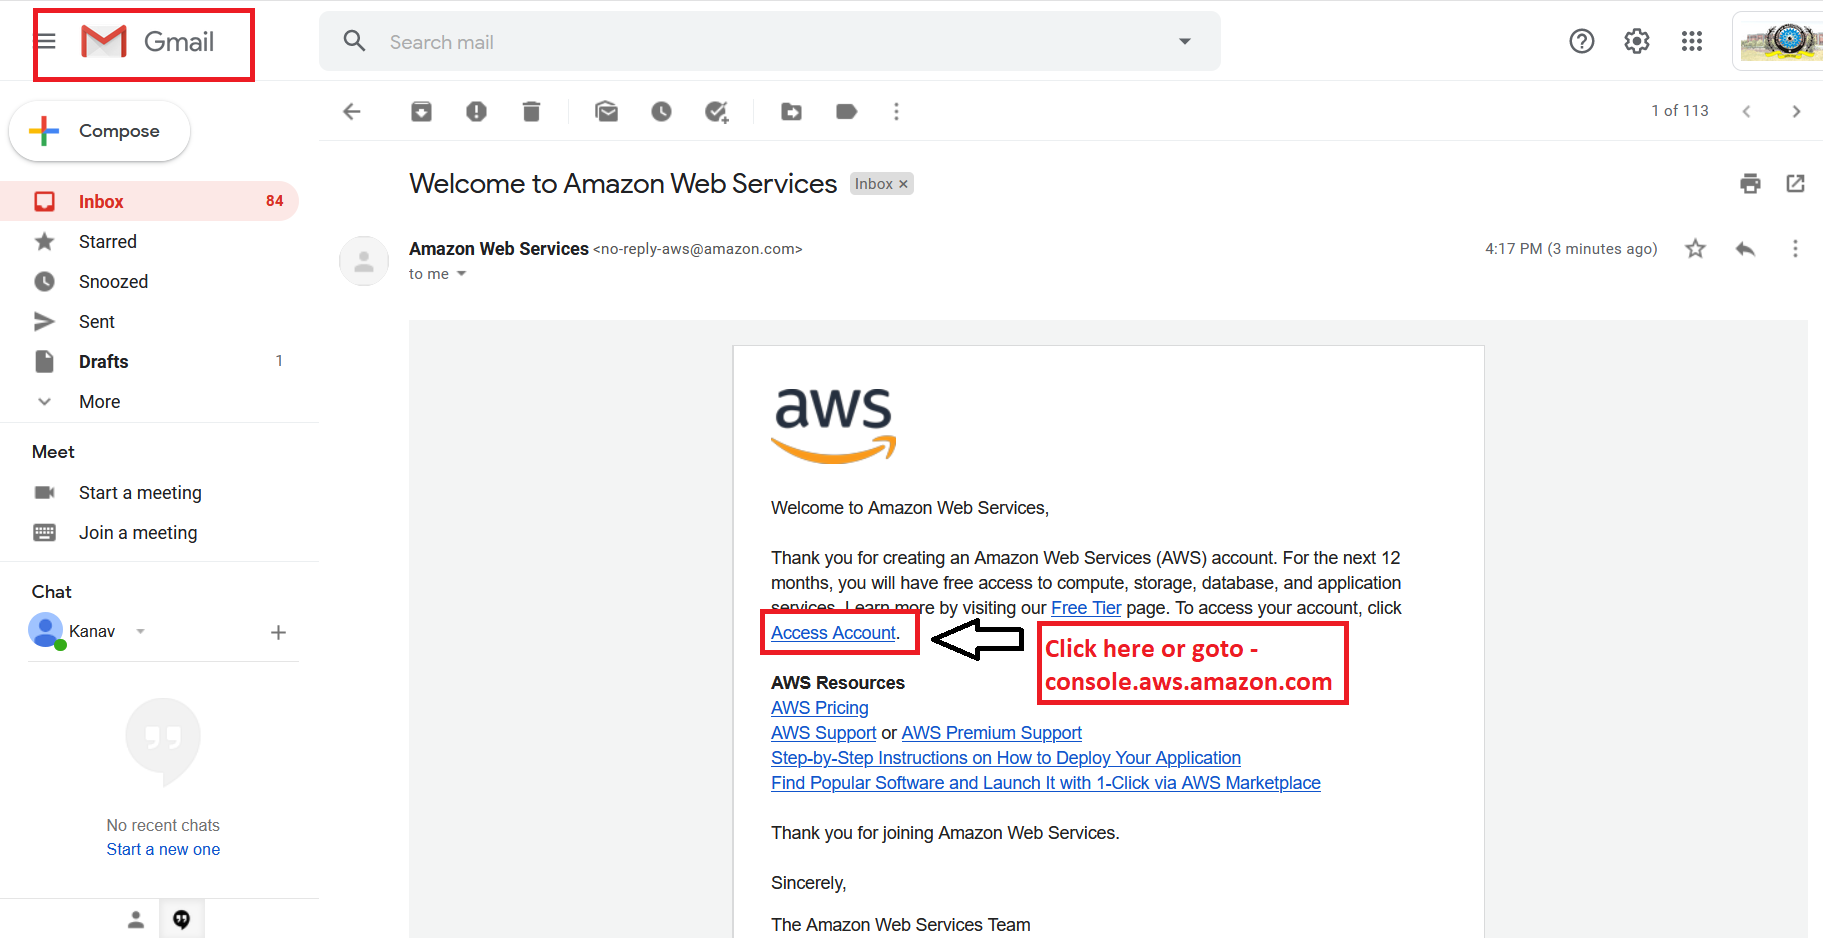 Gmail
Search mail
Compose
1 of 113
Welcome to Amazon Web Services Inbox ×
Inbox 84
Starred
Snoozed
Sent
Drafts 1
More
Amazon Web Services <no-reply-aws@amazon.com>
4:17 PM (3 minutes ago)
to me
Meet
Start a meeting
Join a meeting
Chat
Kanav
No recent chats
Start a new one
aws
Welcome to Amazon Web Services,
Thank you for creating an Amazon Web Services (AWS) account. For the next 12
months, you will have free access to compute, storage, database, and application
services. Learn more by visiting our Free Tier page. To access your account, click
Access Account.
Click here or goto -
console.aws.amazon.com
AWS Resources
AWS Pricing
AWS Support or AWS Premium Support
Step-by-Step Instructions on How to Deploy Your Application
Find Popular Software and Launch It with 1-Click via AWS Marketplace
Thank you for joining Amazon Web Services.
Sincerely,
The Amazon Web Services Team